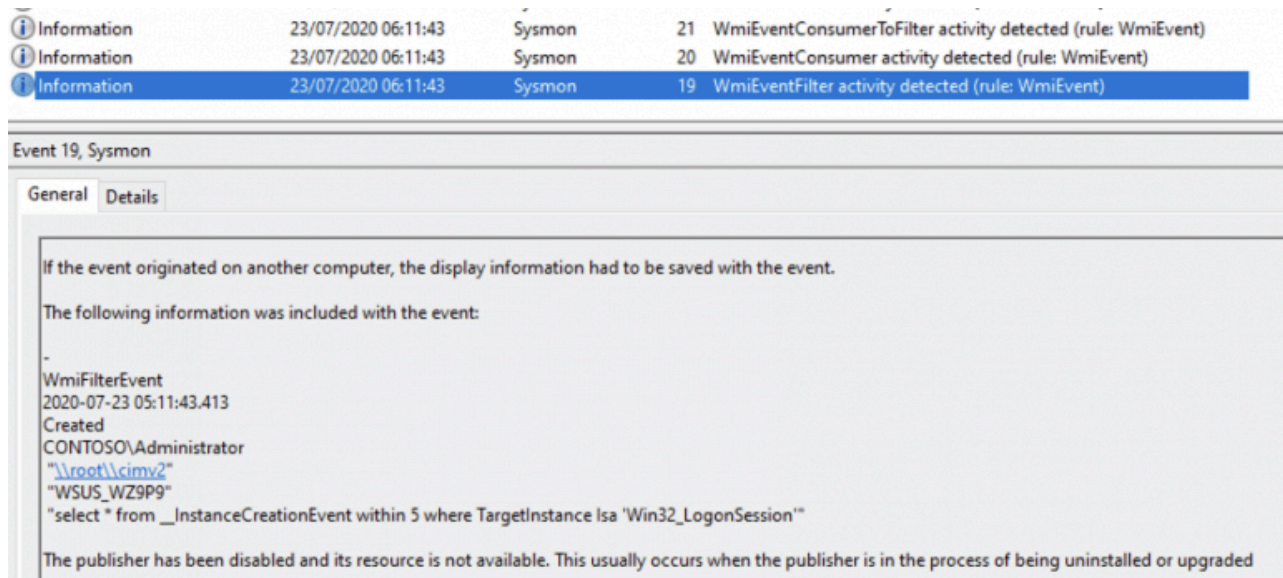 Information 23/07/2020 06:11:43 Sysmon 21 WmiEventConsumerToFilter activity detected (rule: WmiEvent)
Information 23/07/2020 06:11:43 Sysmon 20 WmiEventConsumer activity detected (rule: WmiEvent)
Information 23/07/2020 06:11:43 Sysmon 19 WmiEventFilter activity detected (rule: WmiEvent)
Event 19, Sysmon
General Details
If the event originated on another computer, the display information had to be saved with the event.
The following information was included with the event:
-
WmiFilterEvent
2020-07-23 05:11:43.413
Created
CONTOSO\Administrator
"\\root\\cimv2"
"WSUS_WZ9P9"
"select * from __InstanceCreationEvent within 5 where TargetInstance Isa 'Win32_LogonSession'"
The publisher has been disabled and its resource is not available. This usually occurs when the publisher is in the process of being uninstalled or upgraded